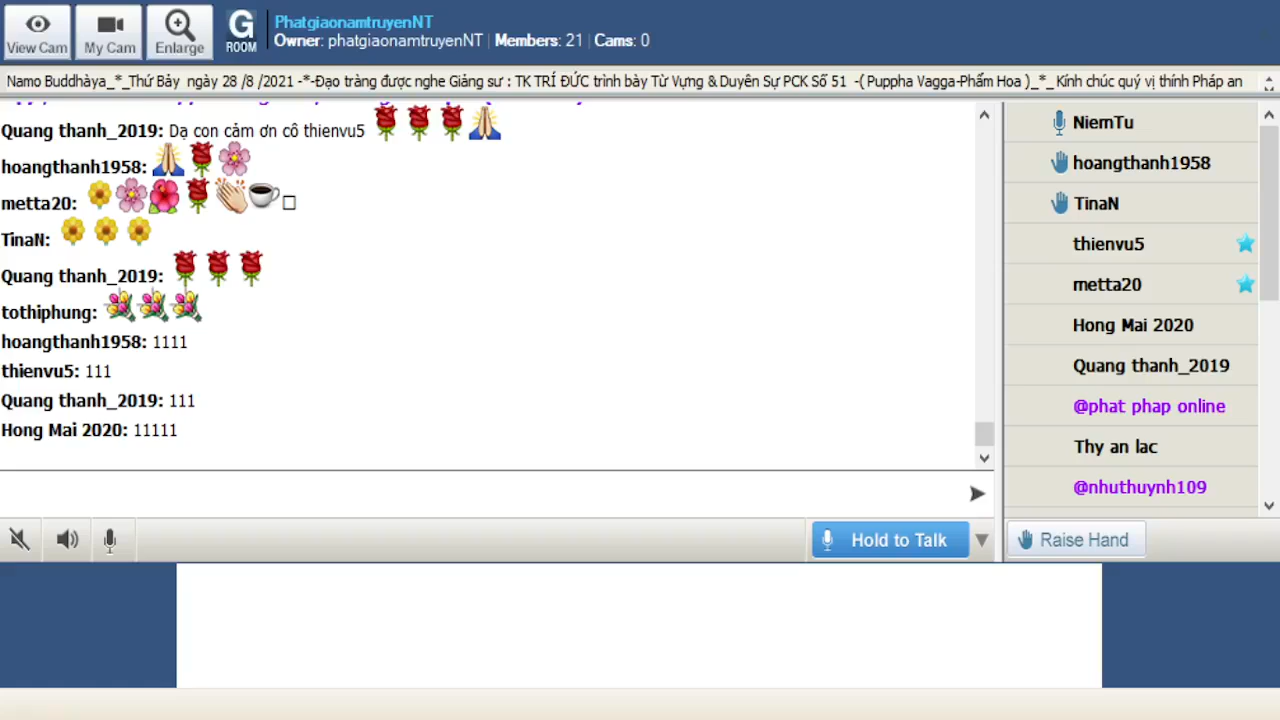 View Cam
My Cam
Enlarge
G
ROOM
PhatgiaonamtruyenNT
Owner: phatgiaonamtruyenNT | Members: 21 | Cams: 0
Namo Buddhàya_*_Thứ Bảy ngày 28 /8 /2021 -*-Đạo tràng được nghe Giảng sư : TK TRÍ ĐỨC trình bày Từ Vựng & Duyên Sự PCK Số 51 -( Puppha Vagga-Phẩm Hoa )_*_ Kính chúc quý vị thính Pháp an
Quang thanh_2019: Dạ con cảm ơn cô thienvu5
hoangthanh1958:
metta20:
TinaN:
Quang thanh_2019:
tothiphung:
hoangthanh1958: 1111
thienvu5: 111
Quang thanh_2019: 111
Hong Mai 2020: 11111
NiemTu
hoangthanh1958
TinaN
thienvu5
metta20
Hong Mai 2020
Quang thanh_2019
@phat phap online
Thy an lac
@nhuthuynh109
Hold to Talk
Raise Hand